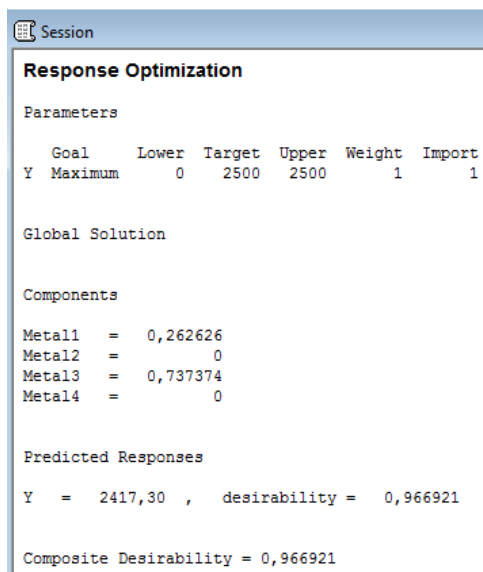 Session
Response Optimization
Parameters
Goal Lower Target Upper Weight Import
Y Maximum 0 2500 2500 1 1
Global Solution
Components
Metal1 = 0,262626
Metal2 = 0
Metal3 = 0,737374
Metal4 = 0
Predicted Responses
Y = 2417,30 , desirability = 0,966921
Composite Desirability = 0,966921